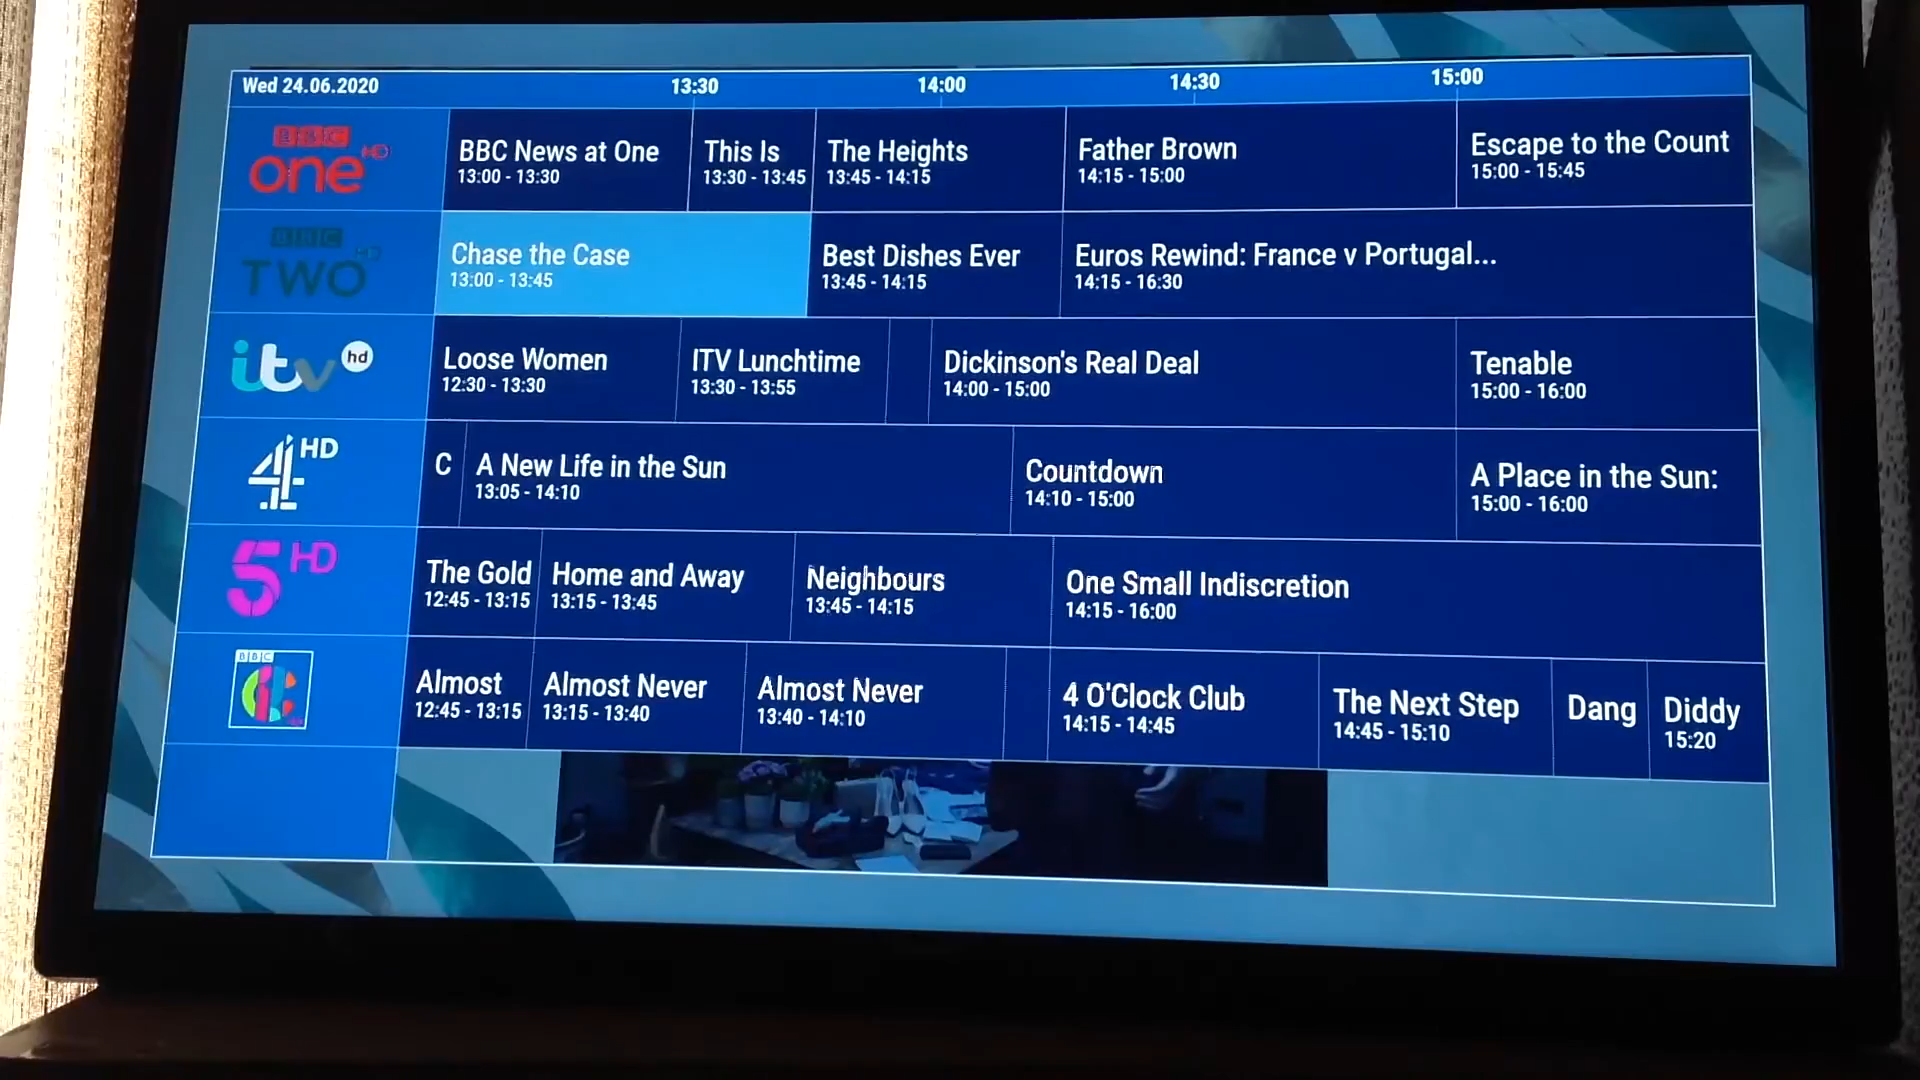 Wed 24.06.2020
13:30
14:00
14:30
15:00
BBC
one HD
BBC News at One
13:00 - 13:30
This Is
13:30 - 13:45
The Heights
13:45 - 14:15
Father Brown
14:15 - 15:00
Escape to the Count
15:00 - 15:45
BBC
TWO HD
Chase the Case
13:00 - 13:45
Best Dishes Ever
13:45 - 14:15
Euros Rewind: France v Portugal...
14:15 - 16:30
itv hd
Loose Women
12:30 - 13:30
ITV Lunchtime
13:30 - 13:55
Dickinson's Real Deal
14:00 - 15:00
Tenable
15:00 - 16:00
4 HD
C
A New Life in the Sun
13:05 - 14:10
Countdown
14:10 - 15:00
A Place in the Sun:
15:00 - 16:00
5 HD
The Gold
12:45 - 13:15
Home and Away
13:15 - 13:45
Neighbours
13:45 - 14:15
One Small Indiscretion
14:15 - 16:00
BBC
Almost
12:45 - 13:15
Almost Never
13:15 - 13:40
Almost Never
13:40 - 14:10
4 O'Clock Club
14:15 - 14:45
The Next Step
14:45 - 15:10
Dang
Diddy
15:20